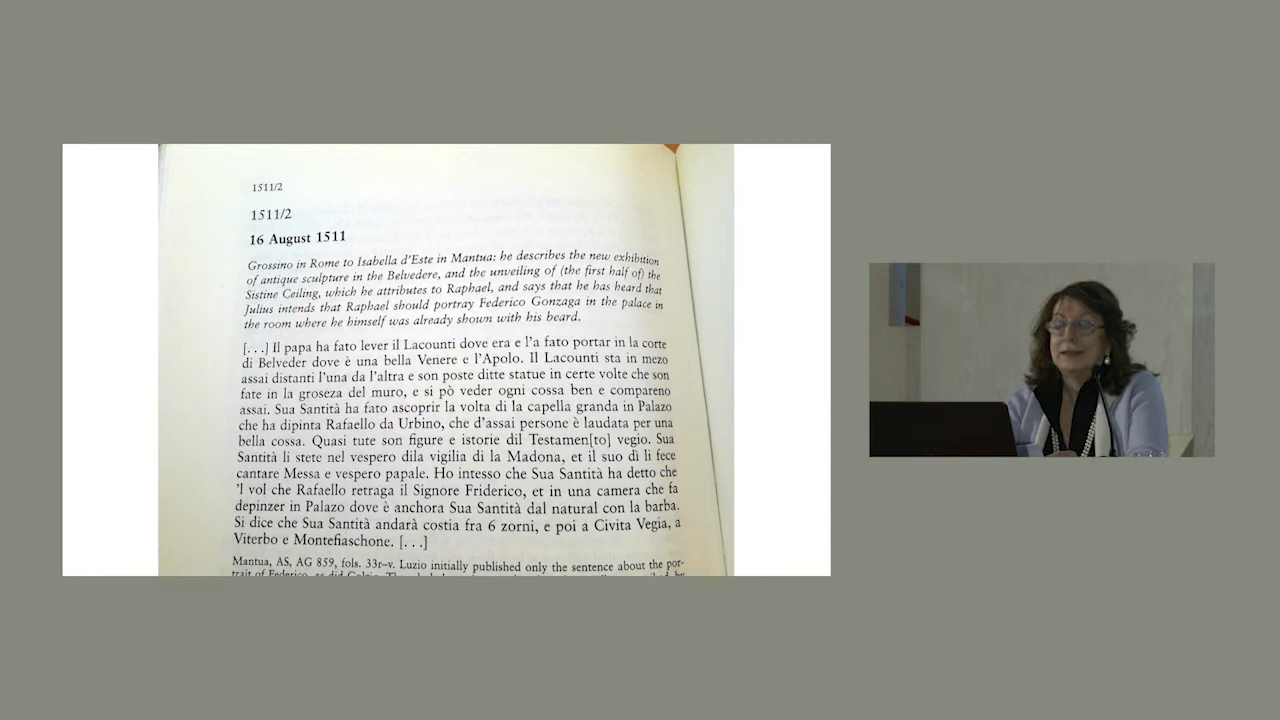 1511/2
1511/2
16 August 1511
Grossino in Rome to Isabella d'Este in Mantua: he describes the new exhibition
of antique sculpture in the Belvedere, and the unveiling of (the first half of) the
Sistine Ceiling, which he attributes to Raphael, and says that he has heard that
Julius intends that Raphael should portray Federico Gonzaga in the palace in
the room where he himself was already shown with his beard.
[. . .] Il papa ha fato lever il Lacounti dove era e l'a fato portar in la corte
di Belveder dove è una bella Venere e l'Apolo. Il Lacounti sta in mezo
assai distanti l'una da l'altra e son poste ditte statue in certe volte che son
fate in la groseza del muro, e si pò veder ogni cossa ben e compareno
assai. Sua Santità ha fato ascoprir la volta di la capella granda in Palazo
che ha dipinta Rafaello da Urbino, che d'assai persone è laudata per una
bella cossa. Quasi tute son figure e istorie dil Testamen[to] vegio. Sua
Santità li stete nel vespero dila vigilia di la Madona, et il suo dì li fece
cantare Messa e vespero papale. Ho intesso che Sua Santità ha detto che
'l vol che Rafaello retraga il Signore Friderico, et in una camera che fa
depinzer in Palazo dove è anchora Sua Santità dal natural con la barba.
Si dice che Sua Santità andarà costia fra 6 zorni, e poi a Civita Vegia, a
Viterbo e Montefiaschone. [. . .]
Mantua, AS, AG 859, fols. 33r–v. Luzio initially published only the sentence about the por-
trait of Federico, as did